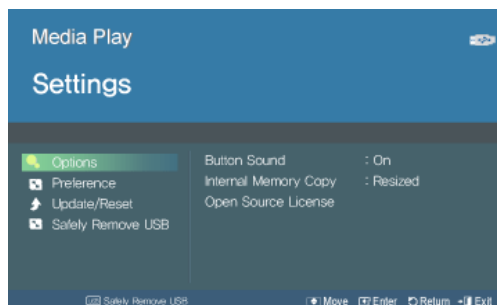 Media Play
Settings
Options
Preference
Update/Reset
Safely Remove USB
Button Sound : On
Internal Memory Copy : Resized
Open Source License
Safely Remove USB Move Enter Return Exit